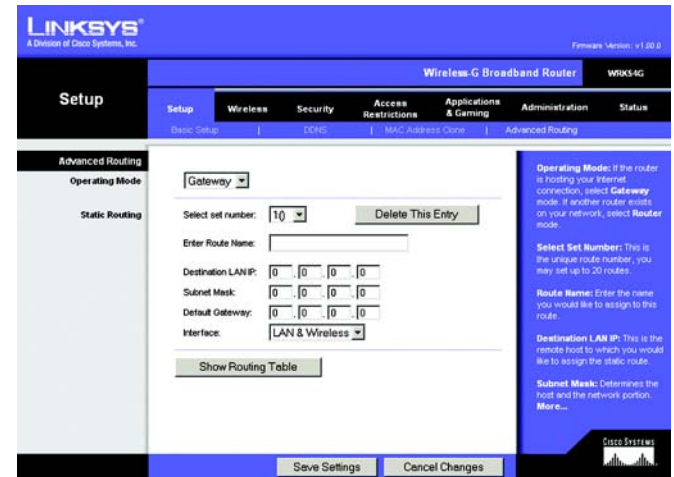 LINKSYS®
A Division of Cisco Systems, Inc.
Firmware Version: v1.00.0
Wireless-G Broadband Router
WRK54G
Setup
Setup
Wireless
Security
Access Restrictions
Applications & Gaming
Administration
Status
Basic Setup | DDNS | MAC Address Clone | Advanced Routing
Advanced Routing
Operating Mode
Gateway
Static Routing
Select set number: 1()
Delete This Entry
Enter Route Name:
Destination LAN IP: 0 . 0 . 0 . 0
Subnet Mask: 0 . 0 . 0 . 0
Default Gateway: 0 . 0 . 0 . 0
Interface: LAN & Wireless
Show Routing Table
Operating Mode: If the router
is hosting your Internet
connection, select Gateway
mode. If another router exists
on your network, select Router
mode.
Select Set Number: This is
the unique route number, you
may set up to 20 routes.
Route Name: Enter the name
you would like to assign to this
route.
Destination LAN IP: This is the
remote host to which you would
like to assign the static route.
Subnet Mask: Determines the
host and the network portion.
More...
Save Settings
Cancel Changes
CISCO SYSTEMS